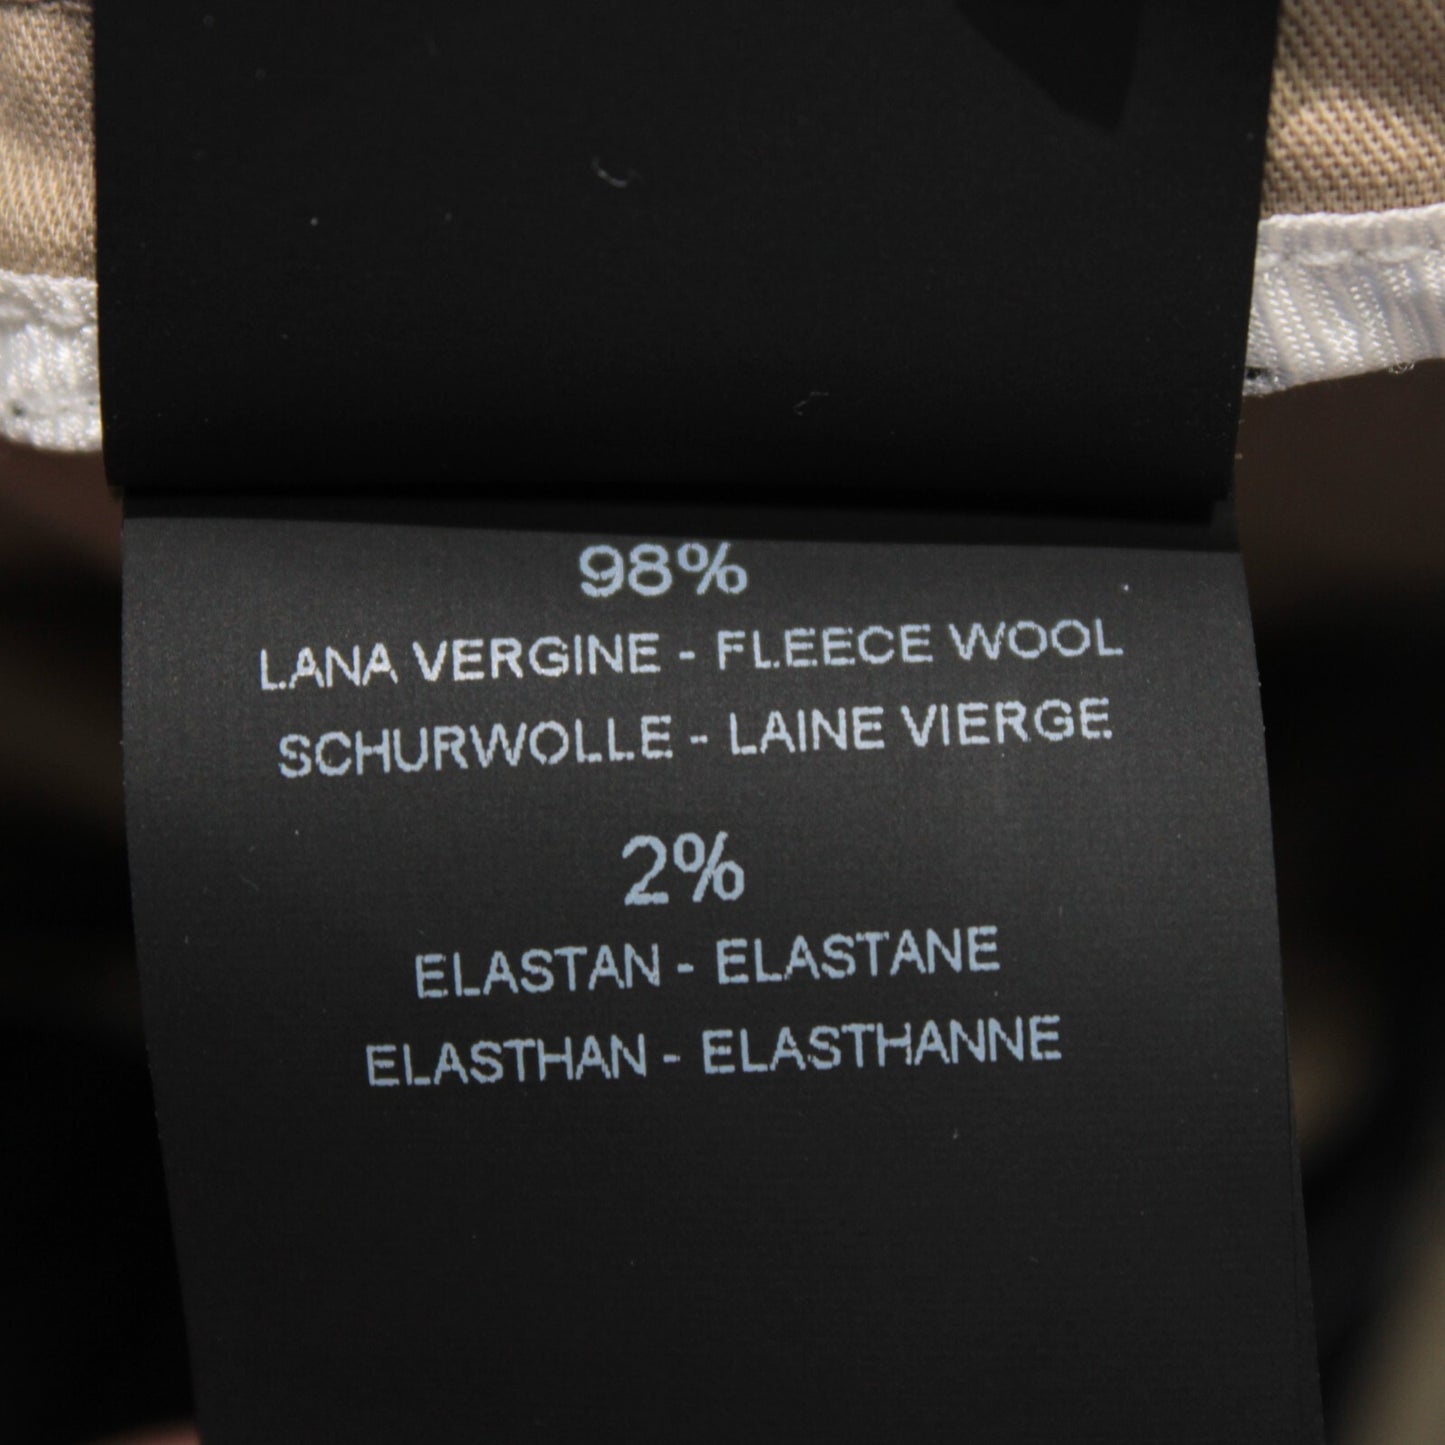 98%
LANA VERGINE - FLEECE WOOL
SCHURWOLLE - LAINE VIERGE
2%
ELASTAN - ELASTANE
ELASTHAN - ELASTHANNE